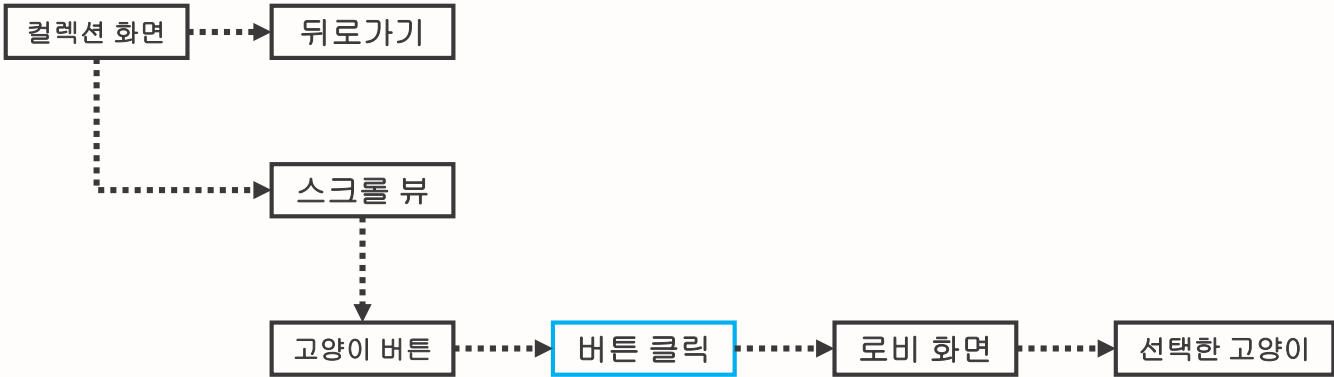 컬렉션 화면
뒤로가기
스크롤 뷰
고양이 버튼
버튼 클릭
로비 화면
선택한 고양이